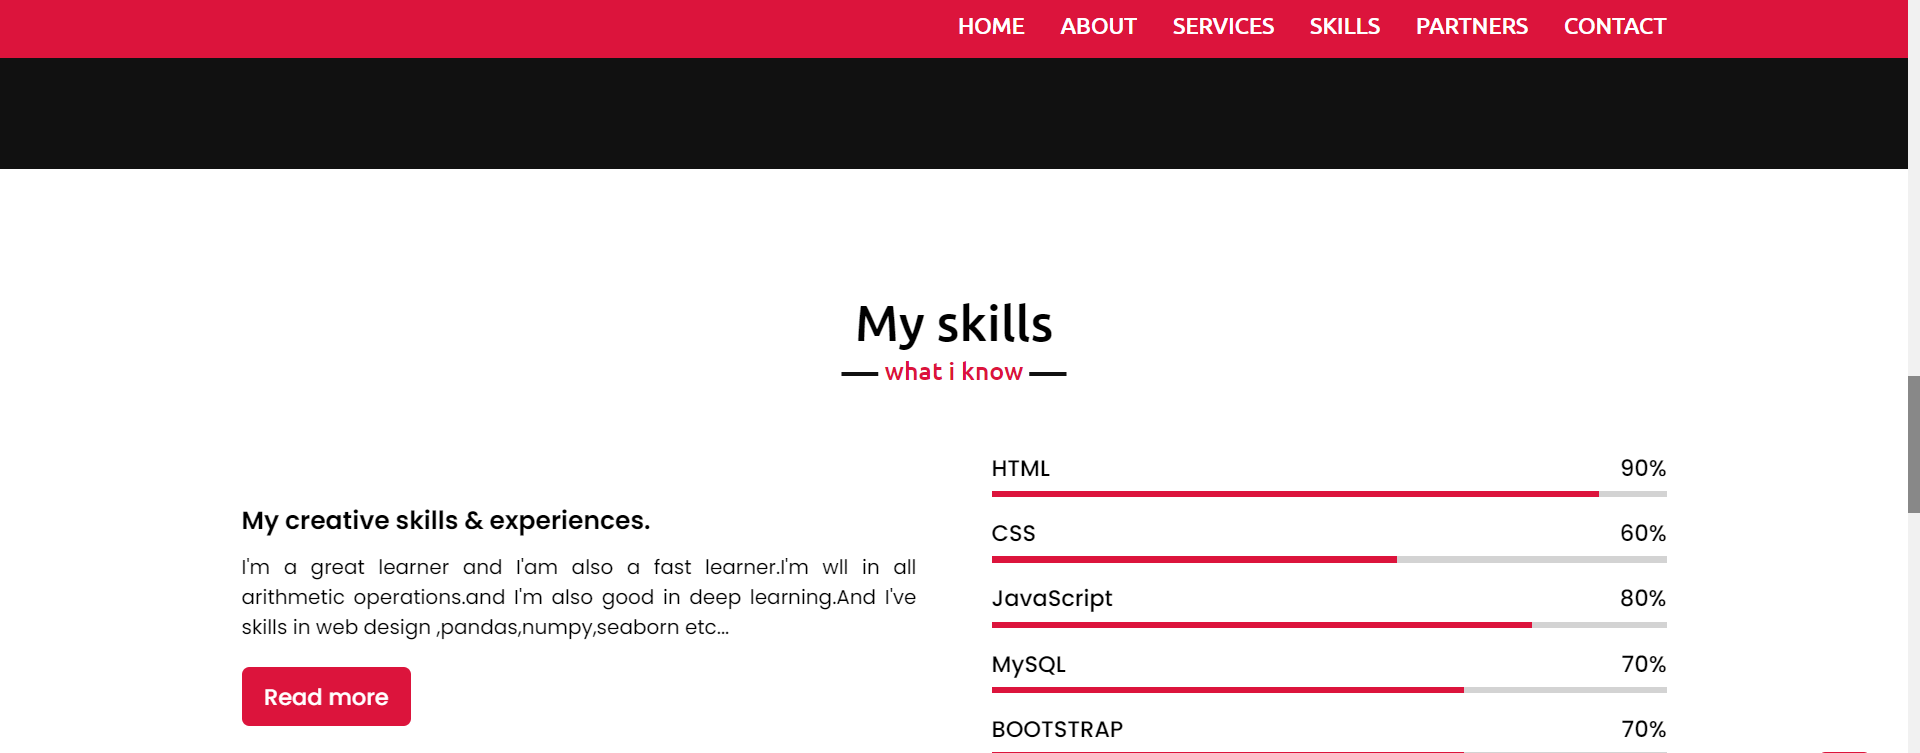 HOME ABOUT SERVICES SKILLS PARTNERS CONTACT
My skills
what i know
My creative skills & experiences.
I'm a great learner and I'am also a fast learner.I'm wll in all
arithmetic operations.and I'm also good in deep learning.And I've
skills in web design ,pandas,numpy,seaborn etc...
Read more
HTML 90%
CSS 60%
JavaScript 80%
MySQL 70%
BOOTSTRAP 70%